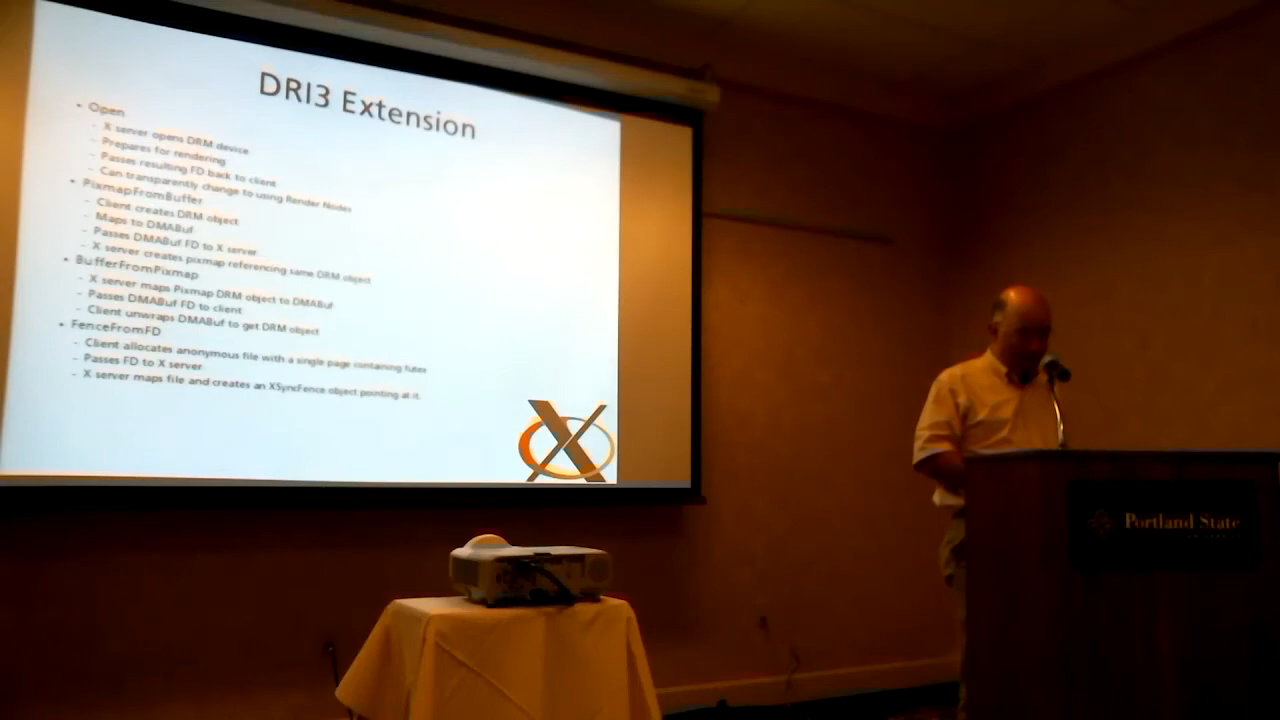 DRI3 Extension
• Open
– X server opens DRM device
– Prepares for rendering
– Passes resulting FD back to client
– Can transparently change to using Render Nodes
• PixmapFromBuffer
– Client creates DRM object
– Maps to DMABuf
– Passes DMABuf FD to X server
– X server creates pixmap referencing same DRM object
• BufferFromPixmap
– X server maps Pixmap DRM object to DMABuf
– Passes DMABuf FD to client
– Client unwraps DMABuf to get DRM object
• FenceFromFD
– Client allocates anonymous file with a single page containing futex
– Passes FD to X server
– X server maps file and creates an XSyncFence object pointing at it.
X
Portland State